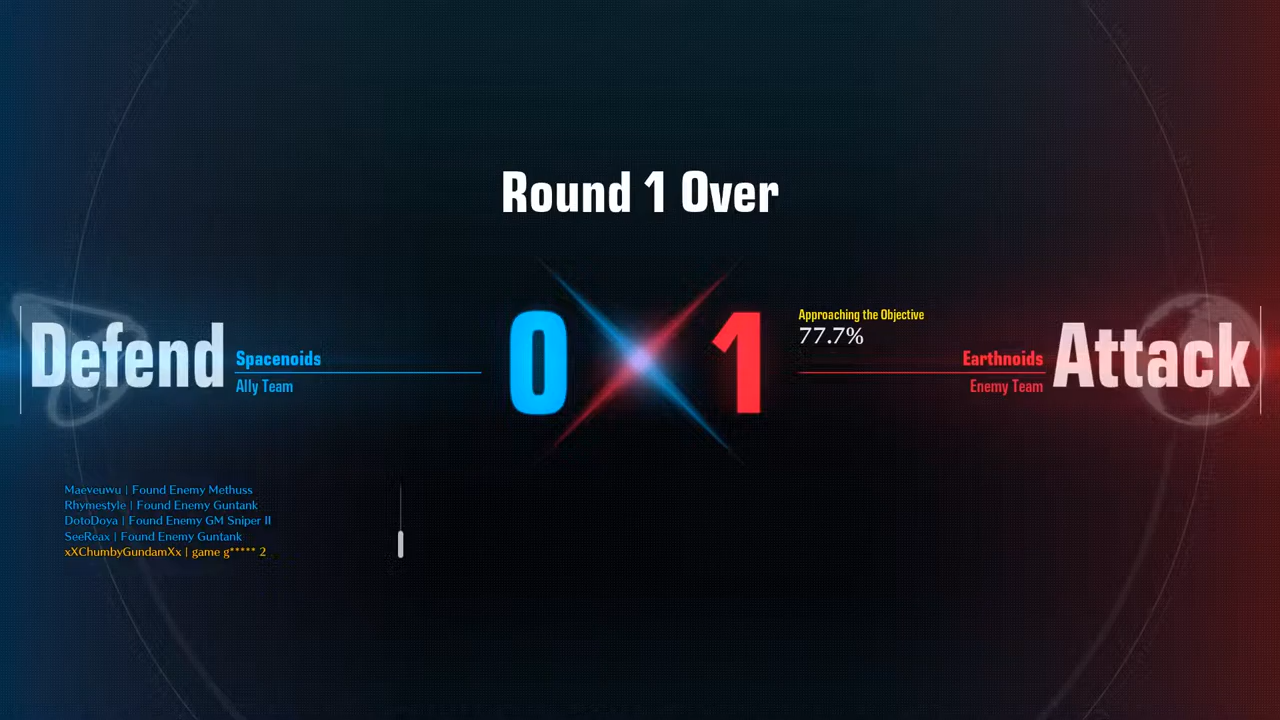 Round 1 Over
Defend
Spacenoids
Ally Team
0
1
Approaching the Objective
77.7%
Earthnoids
Enemy Team
Attack
Maeveuwu | Found Enemy Methuss
Rhymestyle | Found Enemy Guntank
DotoDoya | Found Enemy GM Sniper II
SeeReax | Found Enemy Guntank
xXChumbyGundamXx | game g***** 2